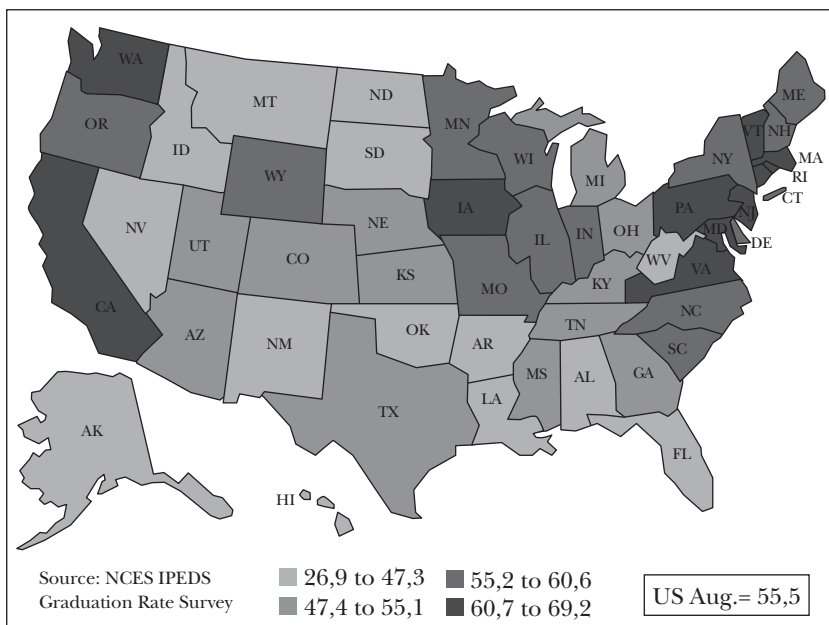 WA
MT
ND
MN
ME
OR
ID
SD
WI
MI
NY
VT
NH
MA
RI
CT
WY
IA
NE
PA
NJ
NV
UT
CO
IL
IN
OH
MD
DE
WV
VA
KS
MO
KY
CA
AZ
NM
OK
AR
TN
NC
SC
MS
AL
GA
TX
LA
FL
AK
HI
Source: NCES IPEDS
Graduation Rate Survey
26,9 to 47,3
47,4 to 55,1
55,2 to 60,6
60,7 to 69,2
US Aug.= 55,5